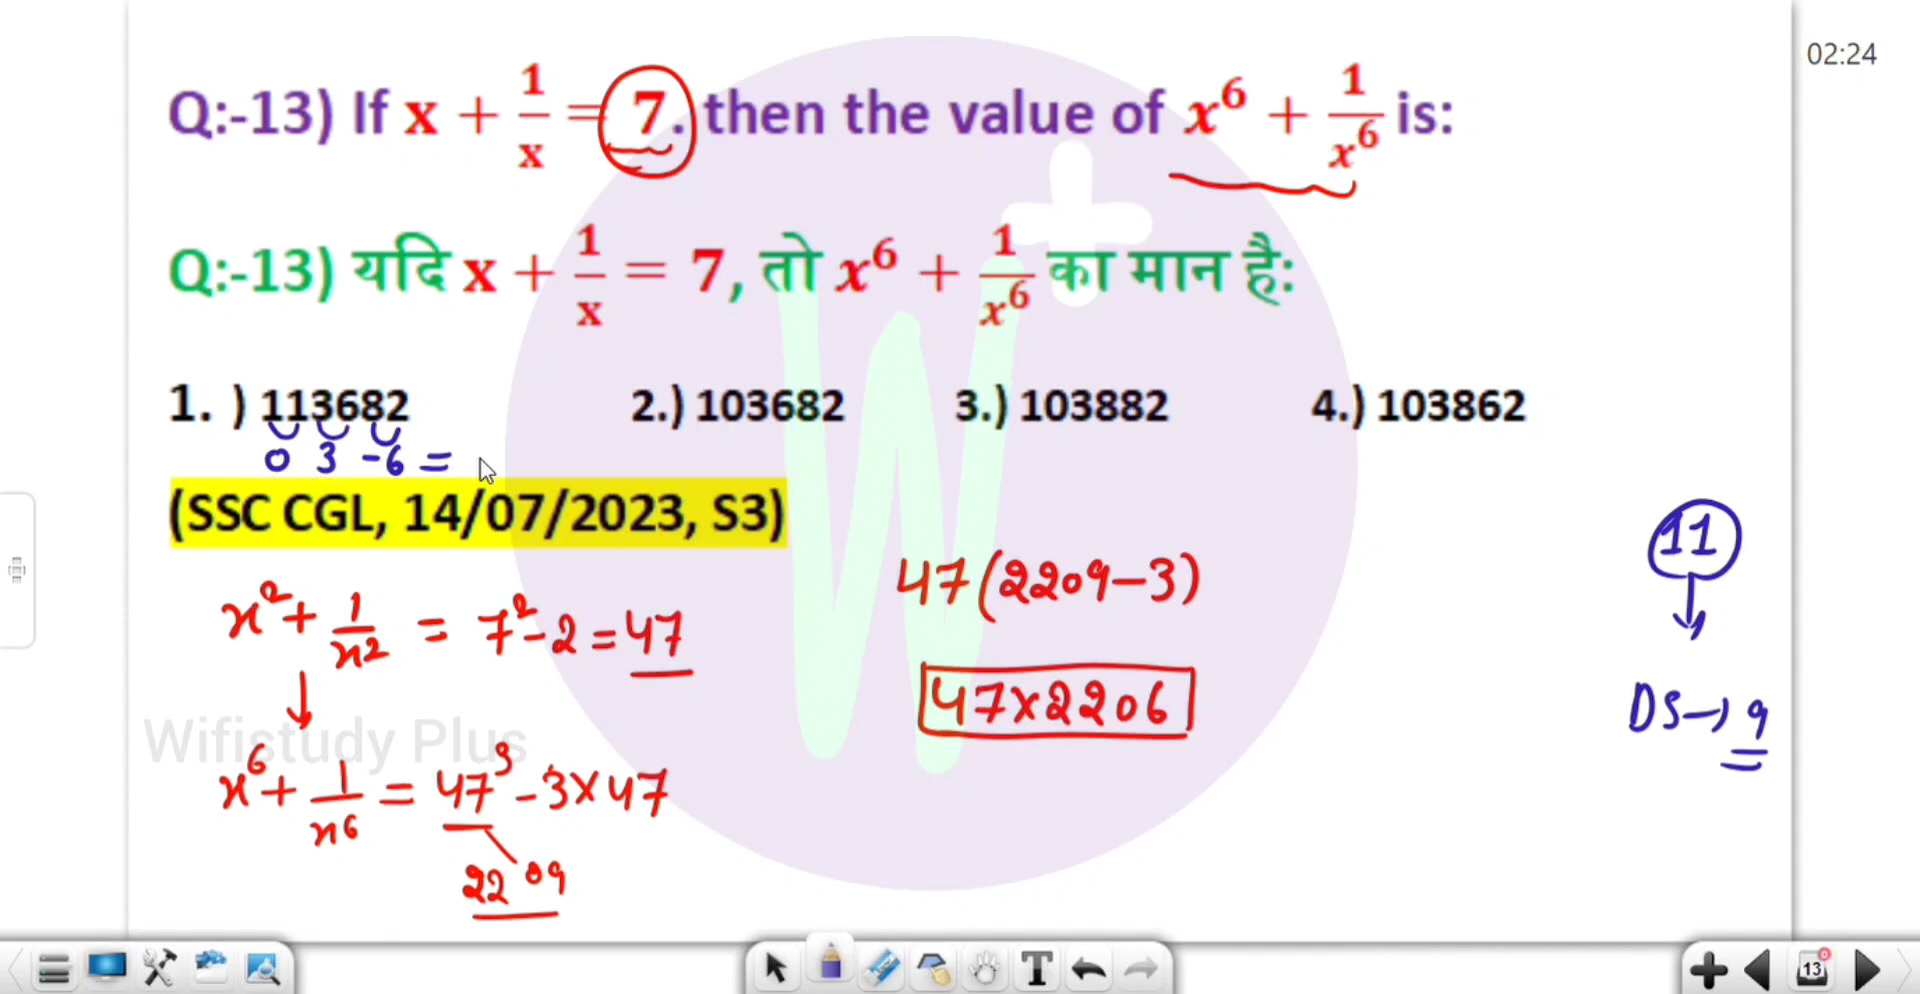 02:24
Q:-13) If x + 1/x = 7. then the value of x⁶ + 1/x⁶ is:
Q:-13) यदि x + 1/x = 7, तो x⁶ + 1/x⁶ का मान है:
1. ) 113682 2.) 103682 3.) 103882 4.) 103862
0 3 -6 =
(SSC CGL, 14/07/2023, S3)
x² + 1/x² = 7² - 2 = 47
x⁶ + 1/x⁶ = 47³ - 3 × 47
2209
47(2209-3)
47×2206
11
DS→9
Wifistudy Plus
13